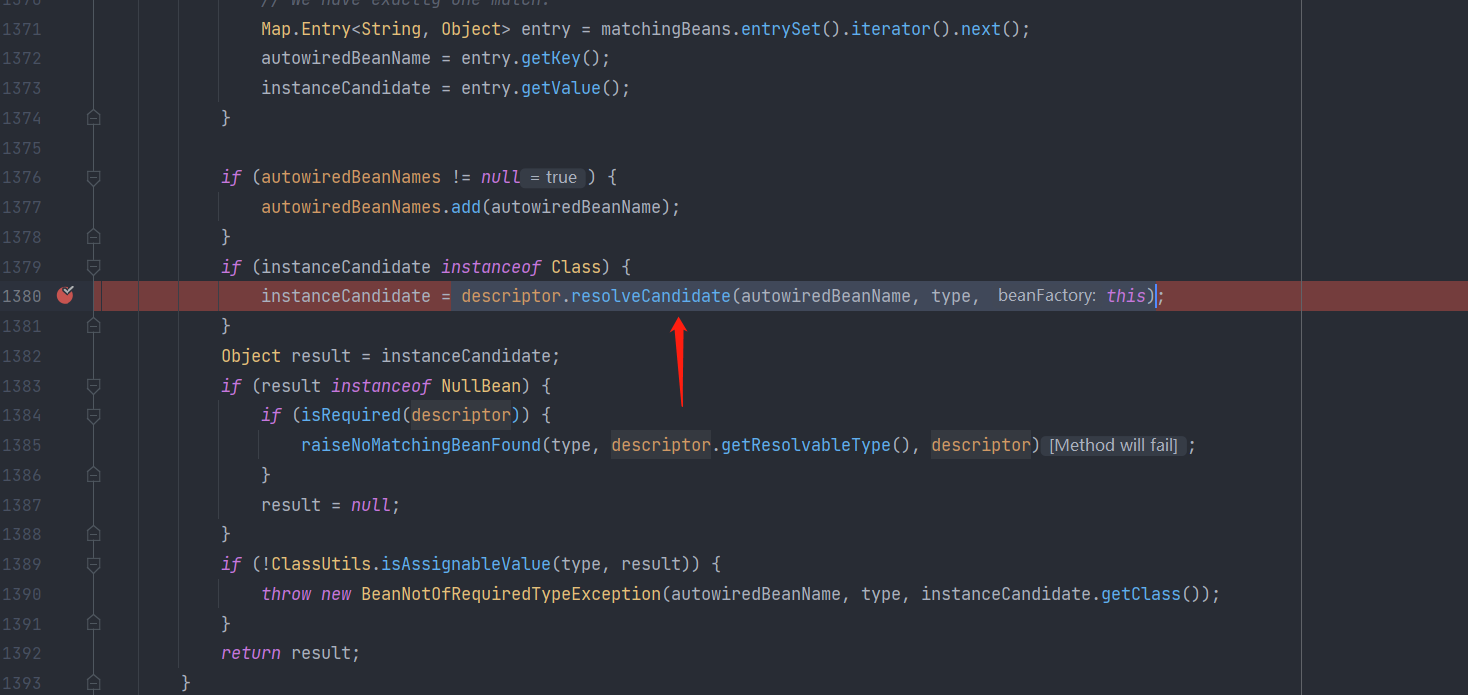 1370 // We have exactly one match.
1371 Map.Entry<String, Object> entry = matchingBeans.entrySet().iterator().next();
1372 autowiredBeanName = entry.getKey();
1373 instanceCandidate = entry.getValue();
1374 }
1375
1376 if (autowiredBeanNames != null = true ) {
1377 autowiredBeanNames.add(autowiredBeanName);
1378 }
1379 if (instanceCandidate instanceof Class) {
1380 instanceCandidate = descriptor.resolveCandidate(autowiredBeanName, type, beanFactory: this);
1381 }
1382 Object result = instanceCandidate;
1383 if (result instanceof NullBean) {
1384 if (isRequired(descriptor)) {
1385 raiseNoMatchingBeanFound(type, descriptor.getResolvableType(), descriptor) [Method will fail] ;
1386 }
1387 result = null;
1388 }
1389 if (!ClassUtils.isAssignableValue(type, result)) {
1390 throw new BeanNotOfRequiredTypeException(autowiredBeanName, type, instanceCandidate.getClass());
1391 }
1392 return result;
1393 }